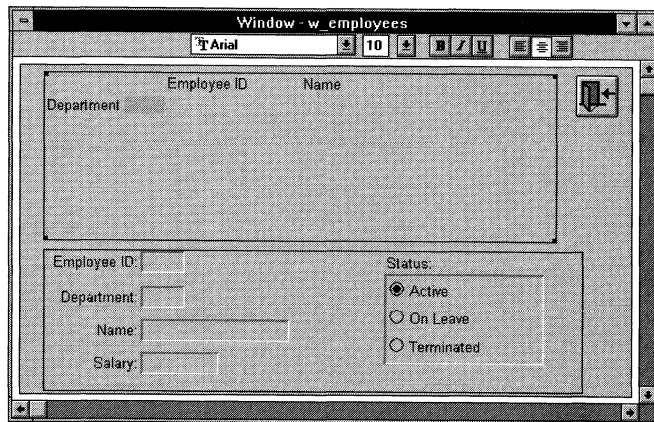 Window - w_employees
Arial 10 B I U
Employee ID Name
Department
Employee ID:
Department:
Name:
Salary:
Status:
Active
On Leave
Terminated